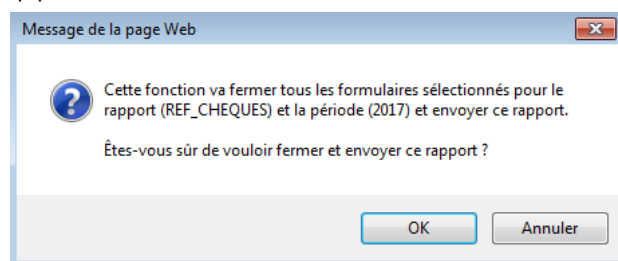 Message de la page Web
Cette fonction va fermer tous les formulaires sélectionnés pour le
rapport (REF_CHEQUES) et la période (2017) et envoyer ce rapport.
Êtes-vous sûr de vouloir fermer et envoyer ce rapport ?
OK
Annuler